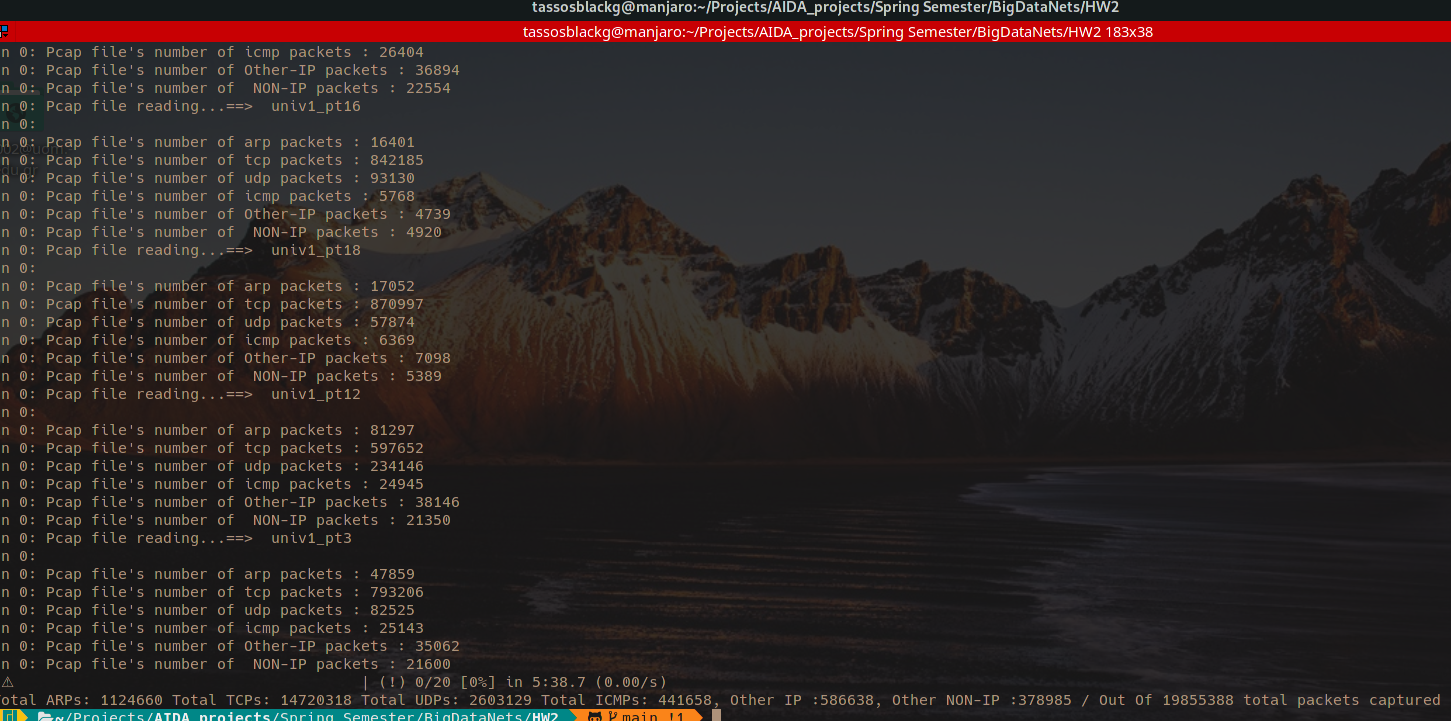 tassosblackg@manjaro:~/Projects/AIDA_projects/Spring Semester/BigDataNets/HW2
tassosblackg@manjaro:~/Projects/AIDA_projects/Spring Semester/BigDataNets/HW2 183x38
n 0: Pcap file's number of icmp packets : 26404
n 0: Pcap file's number of Other-IP packets : 36894
n 0: Pcap file's number of  NON-IP packets : 22554
n 0: Pcap file reading...==>  univ1_pt16
n 0:
n 0: Pcap file's number of arp packets : 16401
n 0: Pcap file's number of tcp packets : 842185
n 0: Pcap file's number of udp packets : 93130
n 0: Pcap file's number of icmp packets : 5768
n 0: Pcap file's number of Other-IP packets : 4739
n 0: Pcap file's number of  NON-IP packets : 4920
n 0: Pcap file reading...==>  univ1_pt18
n 0:
n 0: Pcap file's number of arp packets : 17052
n 0: Pcap file's number of tcp packets : 870997
n 0: Pcap file's number of udp packets : 57874
n 0: Pcap file's number of icmp packets : 6369
n 0: Pcap file's number of Other-IP packets : 7098
n 0: Pcap file's number of  NON-IP packets : 5389
n 0: Pcap file reading...==>  univ1_pt12
n 0:
n 0: Pcap file's number of arp packets : 81297
n 0: Pcap file's number of tcp packets : 597652
n 0: Pcap file's number of udp packets : 234146
n 0: Pcap file's number of icmp packets : 24945
n 0: Pcap file's number of Other-IP packets : 38146
n 0: Pcap file's number of  NON-IP packets : 21350
n 0: Pcap file reading...==>  univ1_pt3
n 0:
n 0: Pcap file's number of arp packets : 47859
n 0: Pcap file's number of tcp packets : 793206
n 0: Pcap file's number of udp packets : 82525
n 0: Pcap file's number of icmp packets : 25143
n 0: Pcap file's number of Other-IP packets : 35062
n 0: Pcap file's number of  NON-IP packets : 21600
⚠ | (!) 0/20 [0%] in 5:38.7 (0.00/s)
otal ARPs: 1124660 Total TCPs: 14720318 Total UDPs: 2603129 Total ICMPs: 441658, Other IP :586638, Other NON-IP :378985 / Out Of 19855388 total packets captured
~/Projects/AIDA_projects/Spring Semester/BigDataNets/HW2 main !1